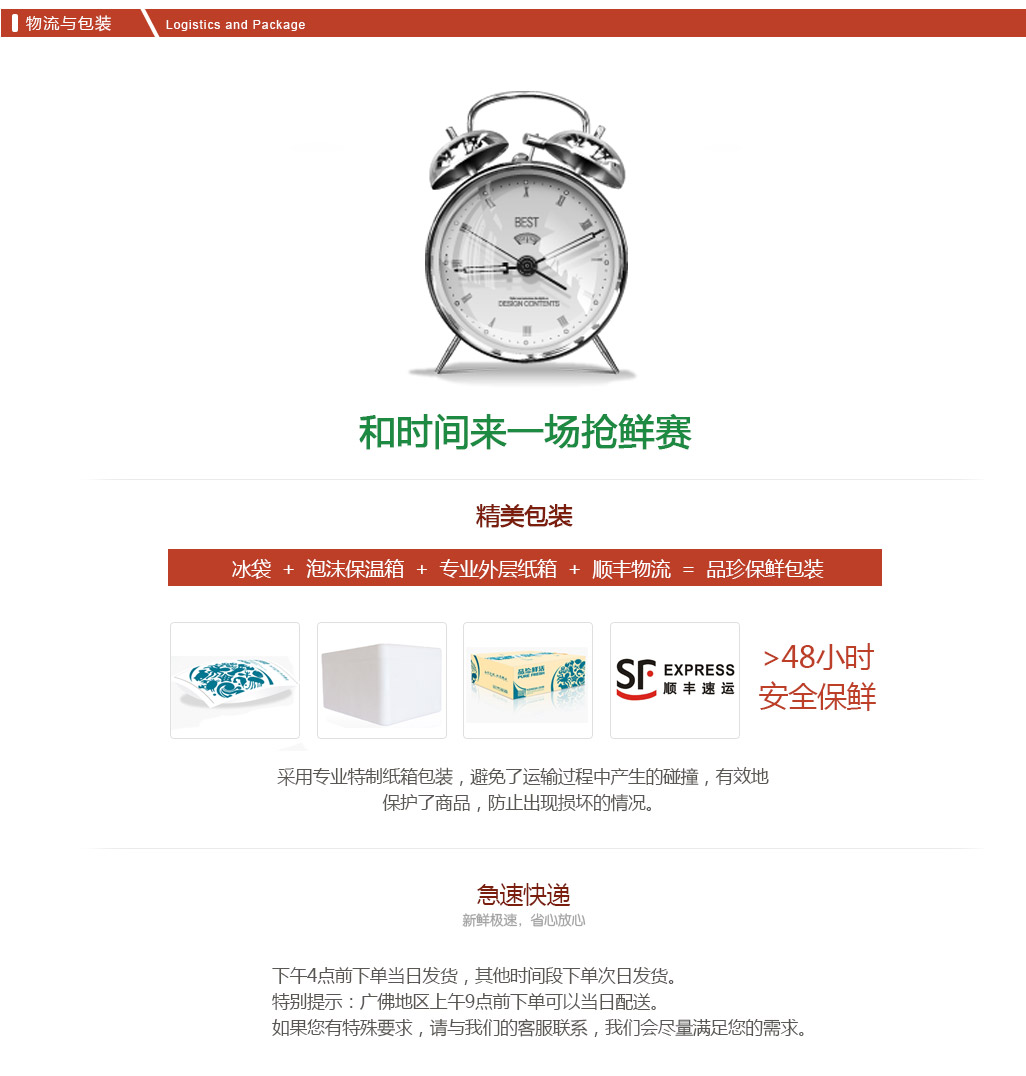 物流与包装
Logistics and Package
BEST
DESIGN CONTENTS
和时间来一场抢鲜赛
精美包装
冰袋 + 泡沫保温箱 + 专业外层纸箱 + 顺丰物流 = 品珍保鲜包装
品珍鲜活
PURE FRESH
SF EXPRESS
顺丰速运
>48小时
安全保鲜
采用专业特制纸箱包装，避免了运输过程中产生的碰撞，有效地
保护了商品，防止出现损坏的情况。
急速快递
新鲜极速，省心放心
下午4点前下单当日发货，其他时间段下单次日发货。
特别提示：广佛地区上午9点前下单可以当日配送。
如果您有特殊要求，请与我们的客服联系，我们会尽量满足您的需求。